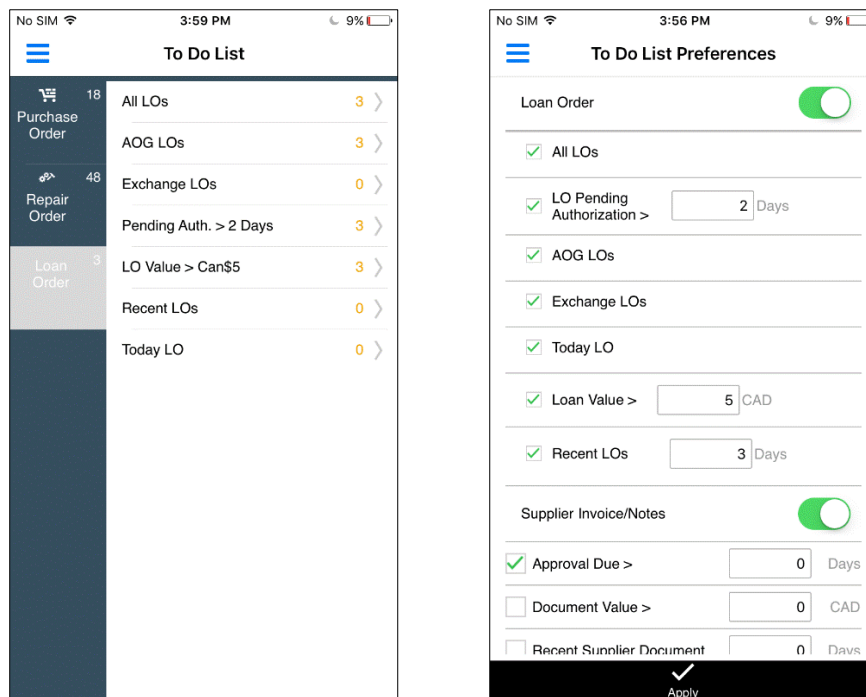 No SIM 3:59 PM 9%
To Do List
18
Purchase
Order
48
Repair
Order
3
Loan
Order
All LOs 3
AOG LOs 3
Exchange LOs 0
Pending Auth. > 2 Days 3
LO Value > Can$5 3
Recent LOs 0
Today LO 0
No SIM 3:56 PM 9%
To Do List Preferences
Loan Order
All LOs
LO Pending
Authorization > 2 Days
AOG LOs
Exchange LOs
Today LO
Loan Value > 5 CAD
Recent LOs 3 Days
Supplier Invoice/Notes
Approval Due > 0 Days
Document Value > 0 CAD
Recent Supplier Document 0 Days
Apply